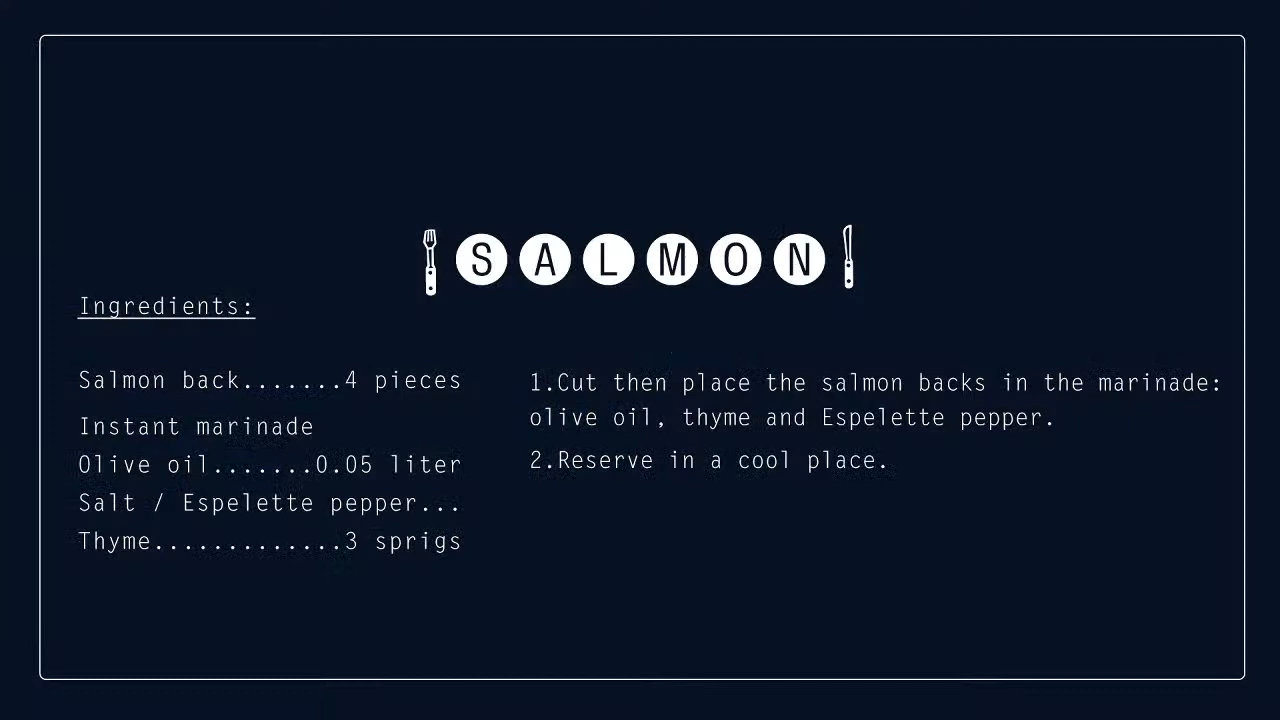 SALMON
Ingredients:
Salmon back.......4 pieces
Instant marinade
Olive oil.......0.05 liter
Salt / Espelette pepper...
Thyme.............3 sprigs
1.Cut then place the salmon backs in the marinade:
olive oil, thyme and Espelette pepper.
2.Reserve in a cool place.